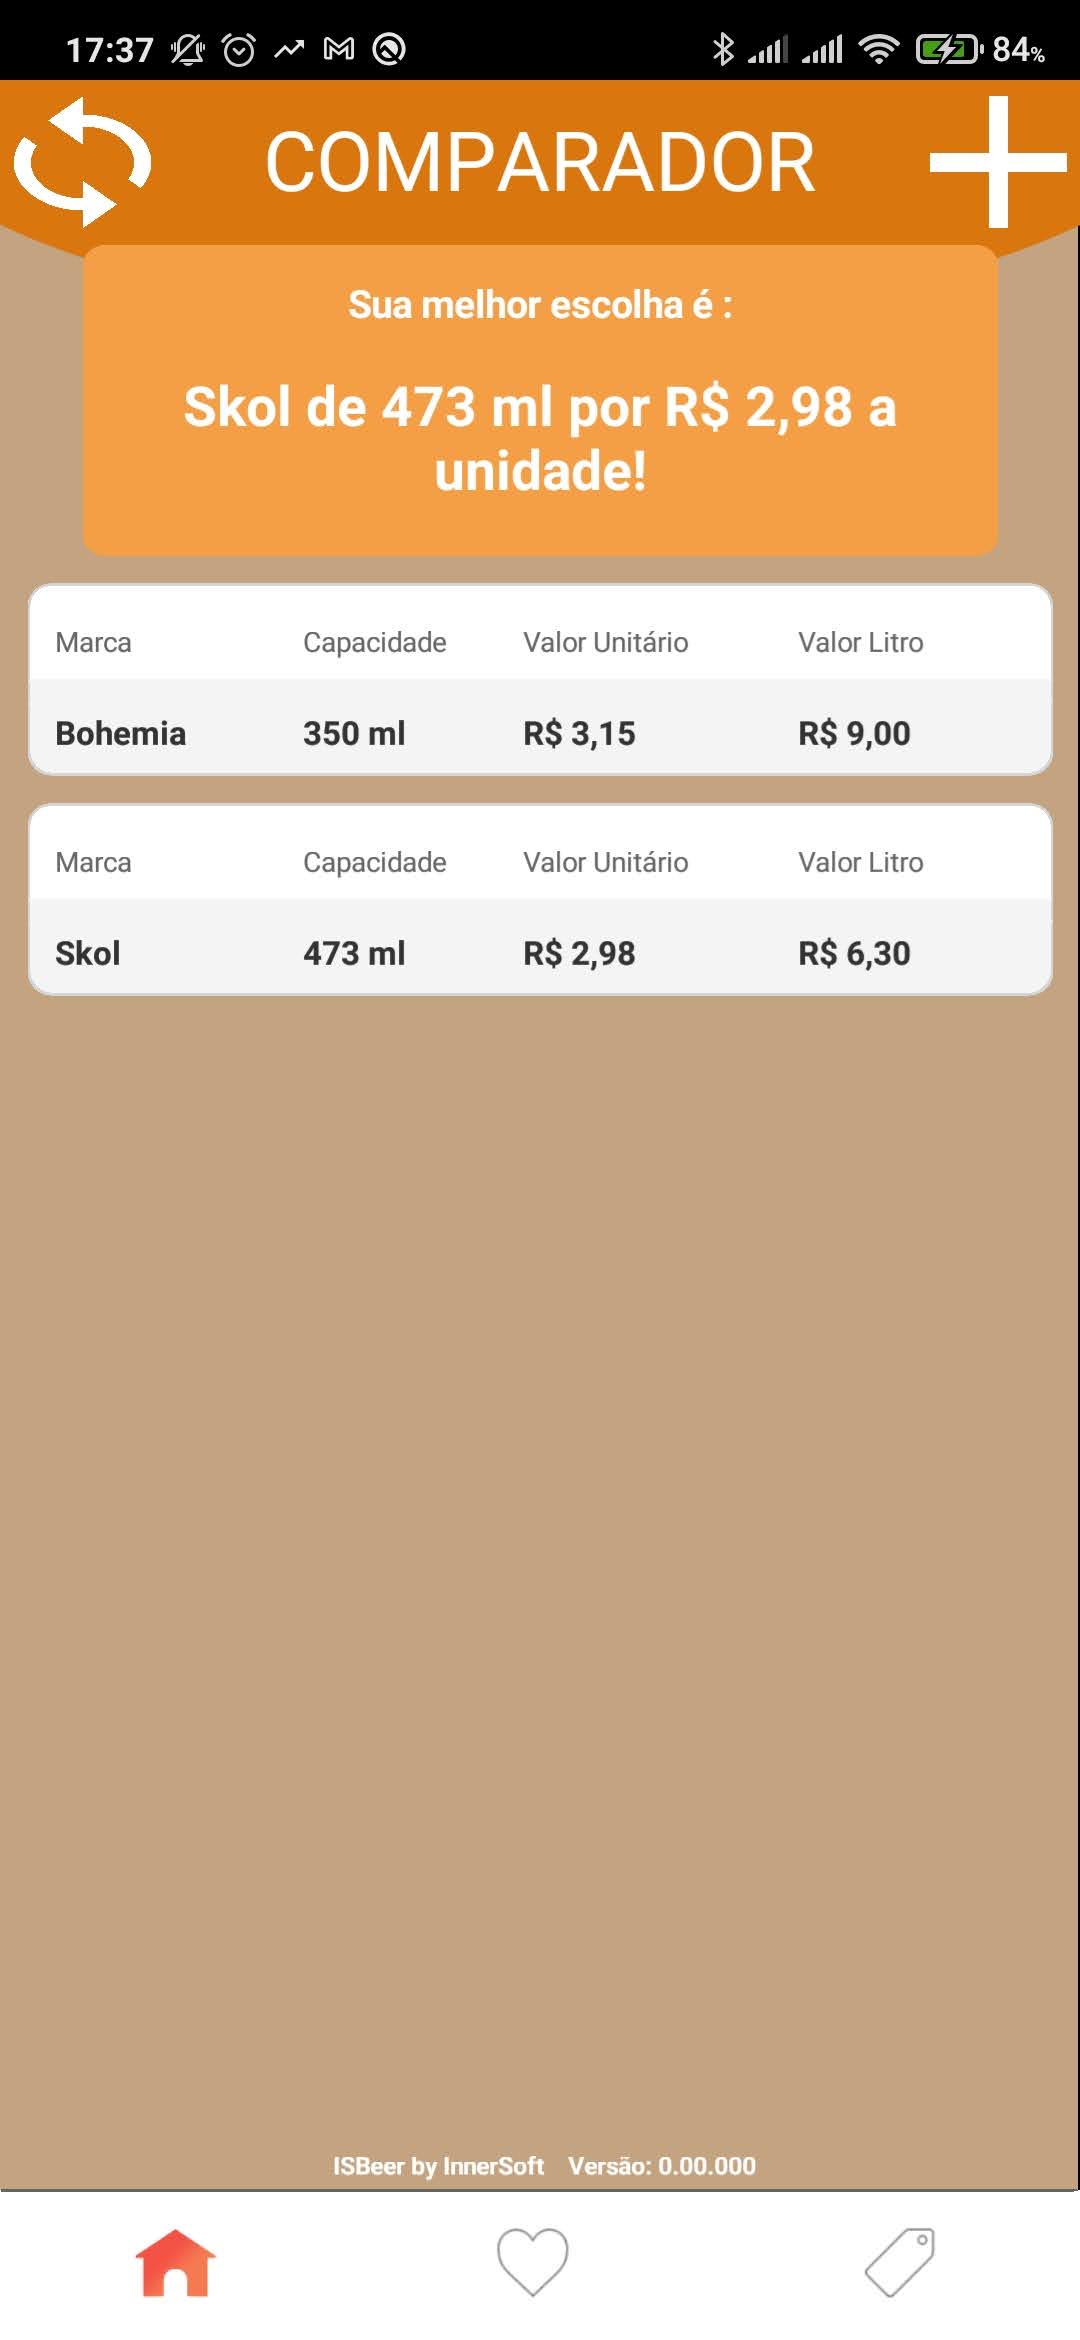 17:37
84%
COMPARADOR
Sua melhor escolha é :
Skol de 473 ml por R$ 2,98 a
unidade!
Marca Capacidade Valor Unitário Valor Litro
Bohemia 350 ml R$ 3,15 R$ 9,00
Marca Capacidade Valor Unitário Valor Litro
Skol 473 ml R$ 2,98 R$ 6,30
ISBeer by InnerSoft Versão: 0.00.000